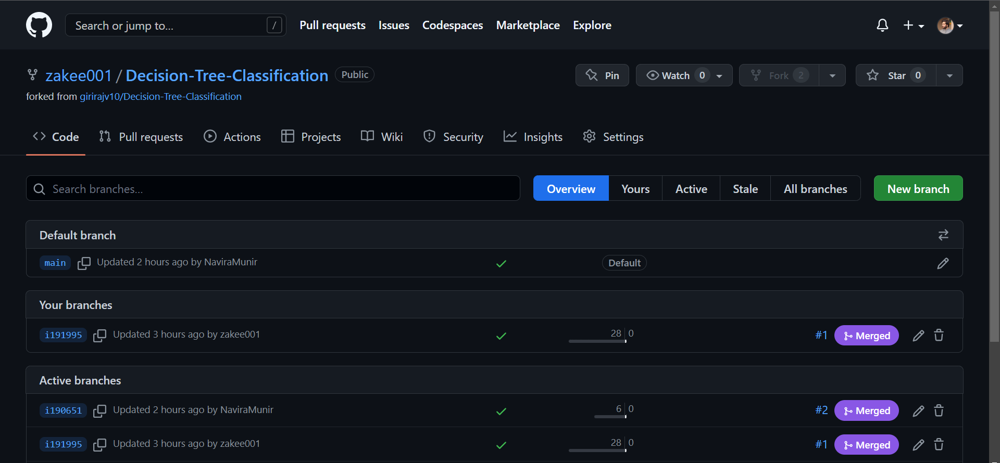 Search or jump to... /
Pull requests Issues Codespaces Marketplace Explore
zakee001 / Decision-Tree-Classification Public
Pin Watch 0 Fork 2 Star 0
forked from girirajv10/Decision-Tree-Classification
Code Pull requests Actions Projects Wiki Security Insights Settings
Search branches... Overview Yours Active Stale All branches New branch
Default branch
main Updated 2 hours ago by NaviraMunir Default
Your branches
i191995 Updated 3 hours ago by zakee001 28 0 #1 Merged
Active branches
i190651 Updated 2 hours ago by NaviraMunir 6 0 #2 Merged
i191995 Updated 3 hours ago by zakee001 28 0 #1 Merged